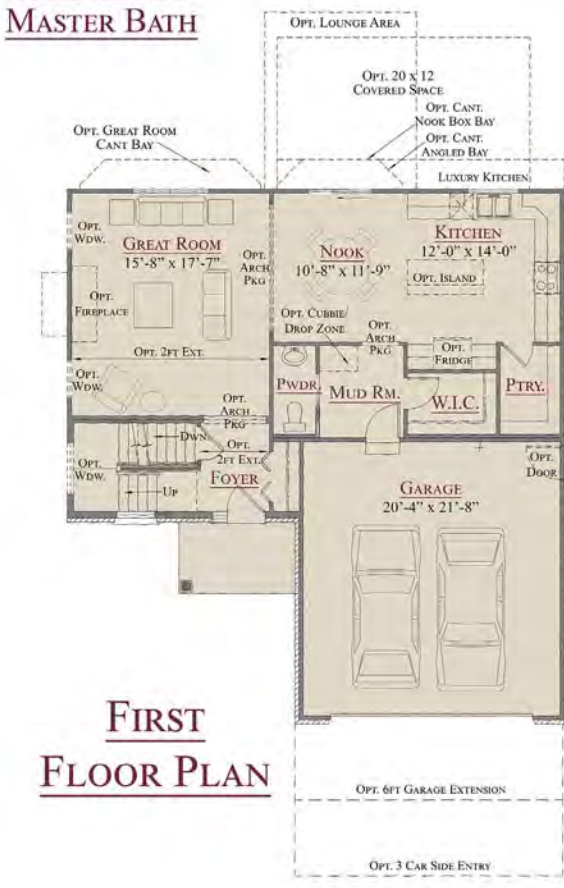 MASTER BATH
OPT. LOUNGE AREA
OPT. 20 X 12
COVERED SPACE
OPT. CANT.
NOOK BOX BAY
OPT. CANT.
ANGLED BAY
OPT. GREAT ROOM
CANT BAY
LUXURY KITCHEN
OPT.
WDW.
GREAT ROOM
15'-8" X 17'-7"
OPT.
ARCH
PKG
NOOK
10'-8" X 11'-9"
KITCHEN
12'-0" X 14'-0"
OPT. ISLAND
OPT.
FIREPLACE
OPT. CUBBIE/
DROP ZONE
OPT.
ARCH
PKG
OPT. 2FT EXT.
OPT.
FRIDGE
OPT.
WDW.
PWDR.
MUD RM.
W.I.C.
PTRY.
OPT.
ARCH
PKG
DWN.
OPT.
2FT EXT.
OPT.
WDW.
FOYER
UP
OPT.
DOOR
GARAGE
20'-4" X 21'-8"
FIRST
FLOOR PLAN
OPT. 6FT GARAGE EXTENSION
OPT. 3 CAR SIDE ENTRY